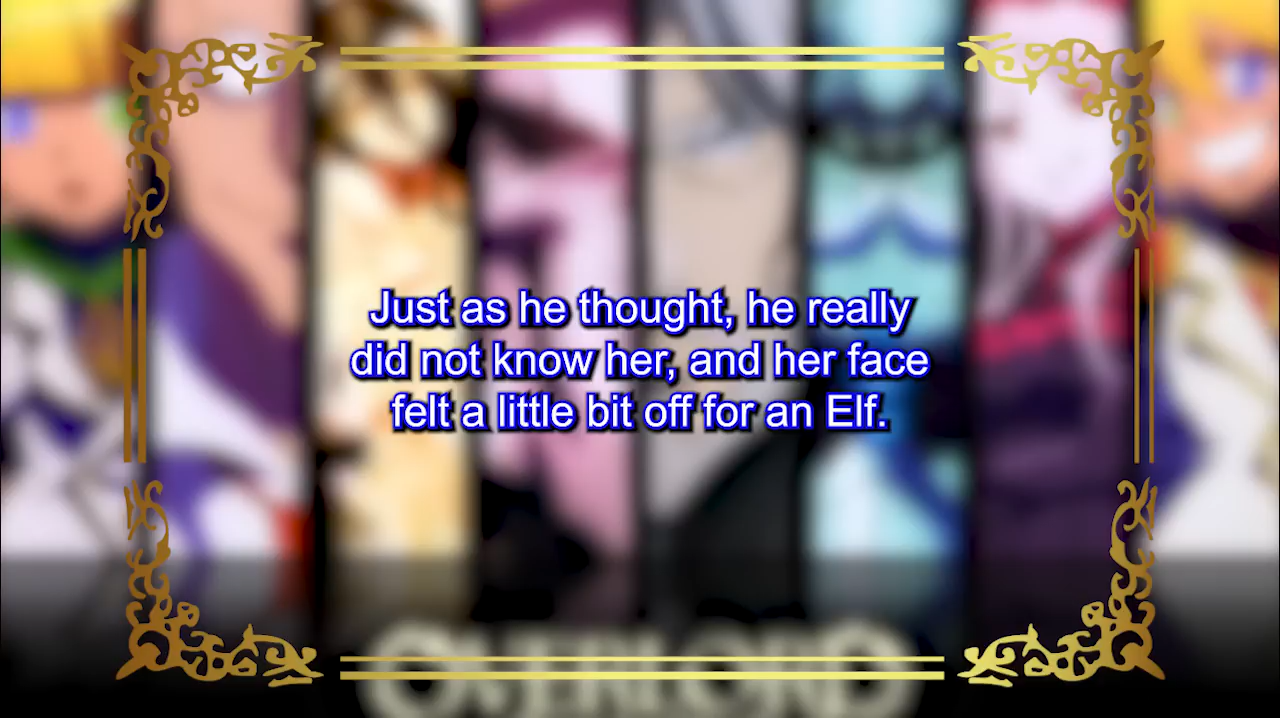 Just as he thought, he really
did not know her, and her face
felt a little bit off for an Elf.
OVERLORD